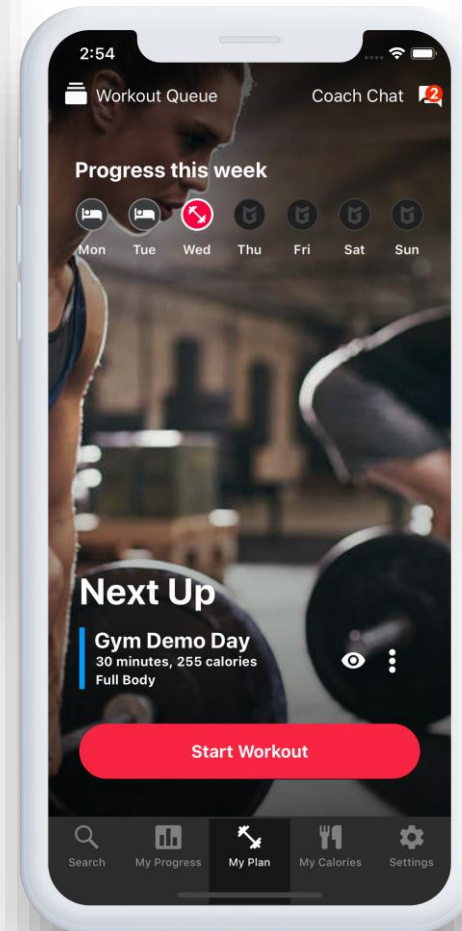 2:54
Workout Queue
Coach Chat 2
Progress this week
Mon Tue Wed Thu Fri Sat Sun
Next Up
Gym Demo Day
30 minutes, 255 calories
Full Body
Start Workout
Search My Progress My Plan My Calories Settings